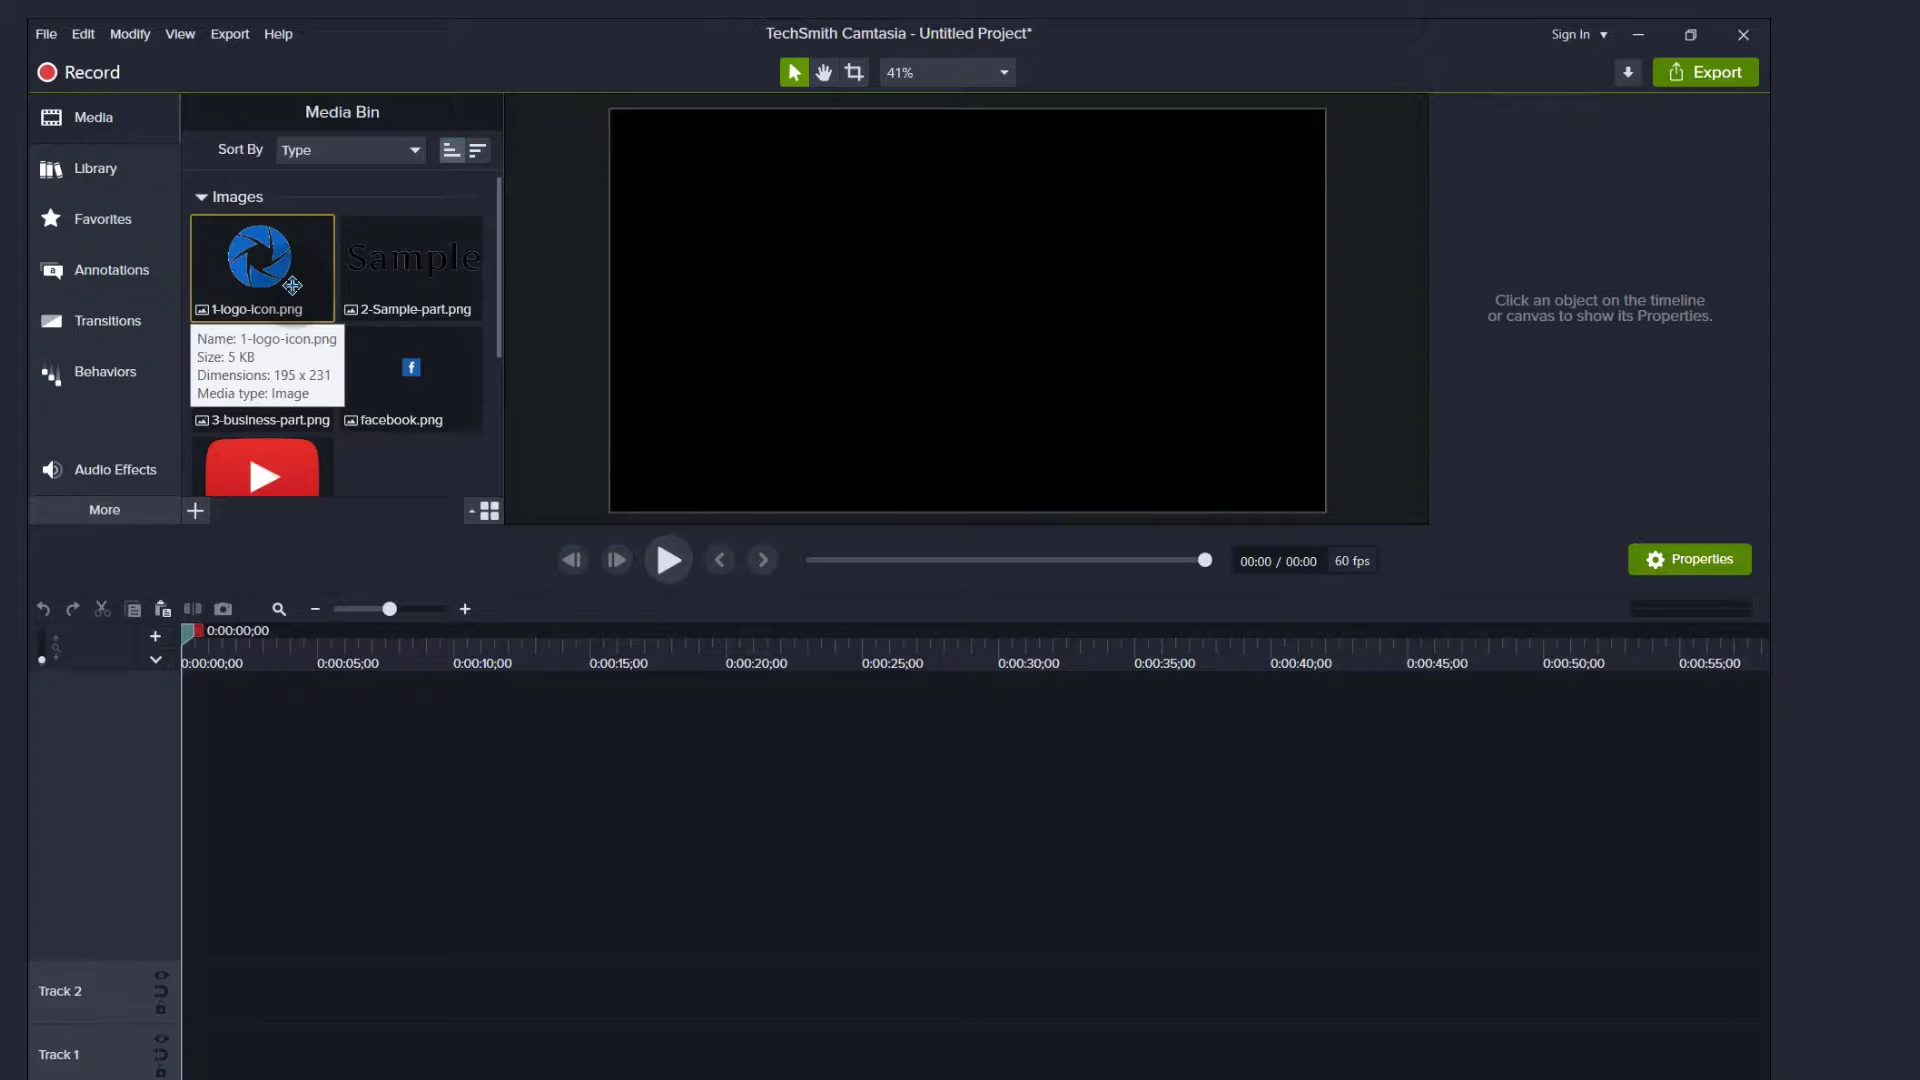 File Edit Modify View Export Help
TechSmith Camtasia - Untitled Project*
Sign In
Record
41%
Export
Media
Library
Favorites
Annotations
Transitions
Behaviors
Audio Effects
More
Media Bin
Sort By Type
Images
Sample
1-logo-icon.png
2-Sample-part.png
Name: 1-logo-icon.png
Size: 5 KB
Dimensions: 195 x 231
Media type: Image
f
3-business-part.png
facebook.png
Click an object on the timeline
or canvas to show its Properties.
00:00 / 00:00
60 fps
Properties
0:00:00;00
0:00:00;00 0:00:05;00 0:00:10;00 0:00:15;00 0:00:20;00 0:00:25;00 0:00:30;00 0:00:35;00 0:00:40;00 0:00:45;00 0:00:50;00 0:00:55;00
Track 2
Track 1